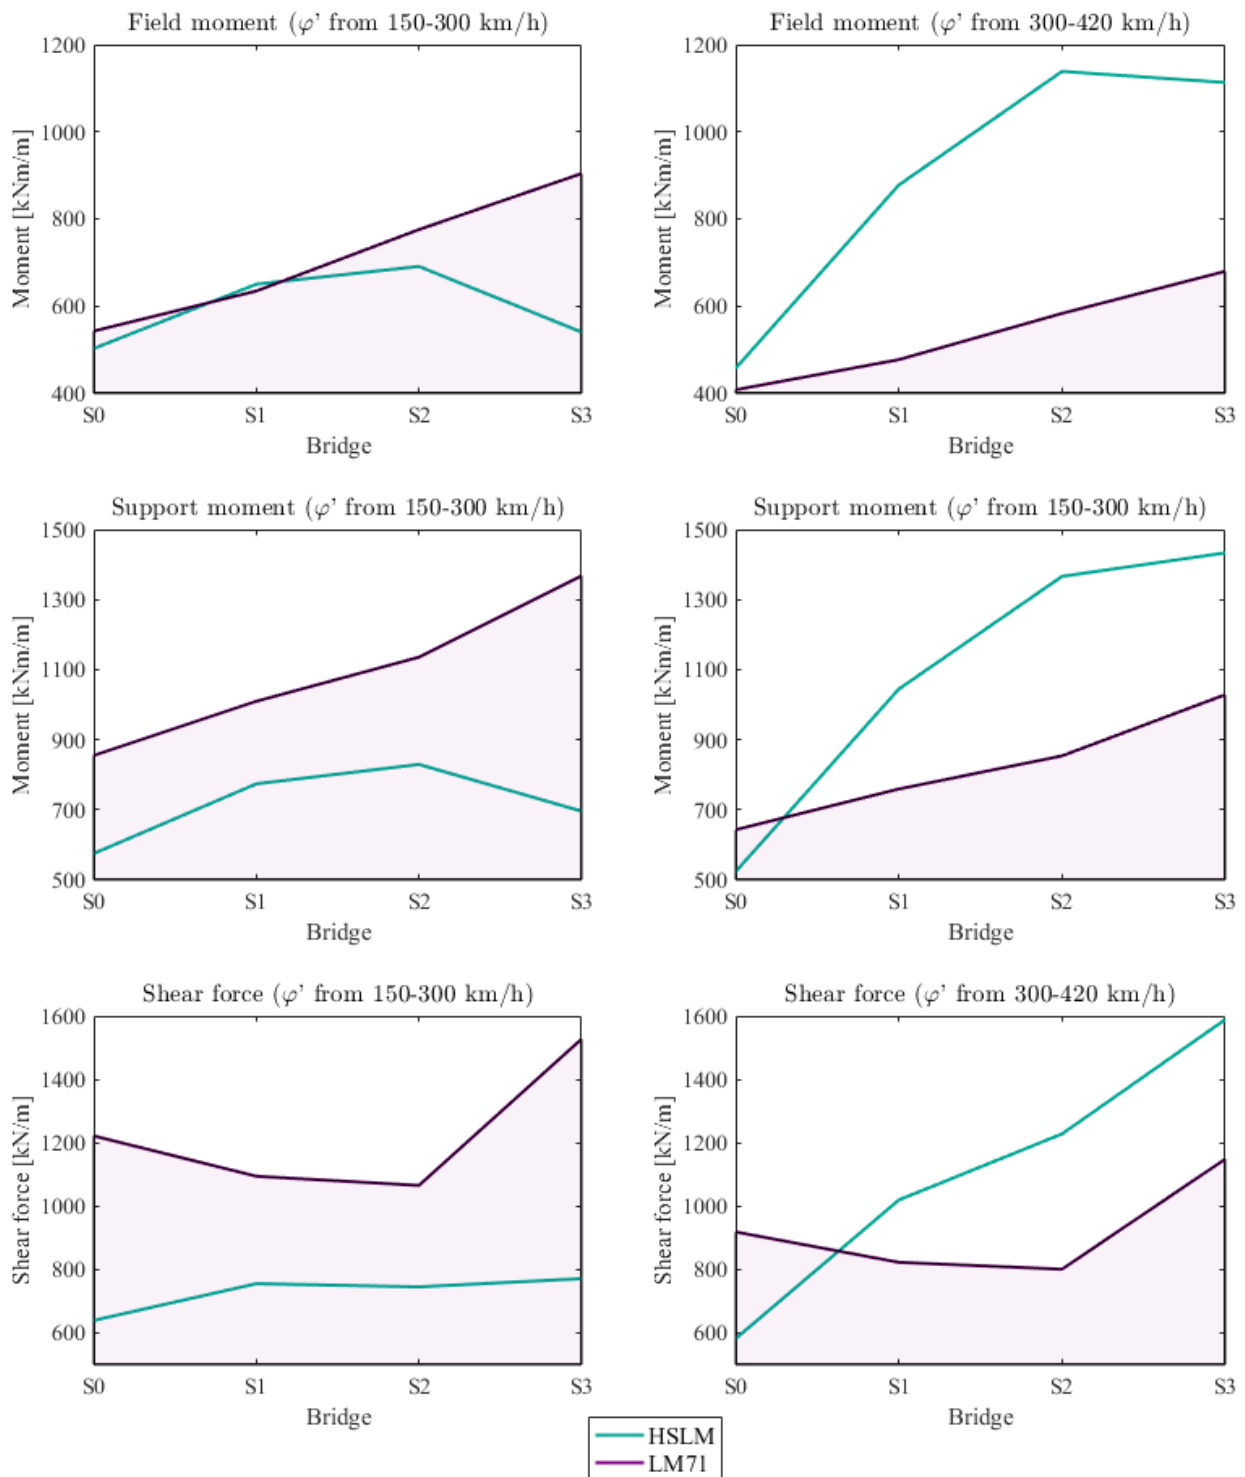 Field moment (φ' from 150-300 km/h)
1200
1000
800
600
400
Moment [kNm/m]
S0 S1 S2 S3
Bridge
Field moment (φ' from 300-420 km/h)
1200
1000
800
600
400
Moment [kNm/m]
S0 S1 S2 S3
Bridge
Support moment (φ' from 150-300 km/h)
1500
1300
1100
900
700
500
Moment [kNm/m]
S0 S1 S2 S3
Bridge
Support moment (φ' from 150-300 km/h)
1500
1300
1100
900
700
500
Moment [kNm/m]
S0 S1 S2 S3
Bridge
Shear force (φ' from 150-300 km/h)
1600
1400
1200
1000
800
600
Shear force [kN/m]
S0 S1 S2 S3
Bridge
Shear force (φ' from 300-420 km/h)
1600
1400
1200
1000
800
600
Shear force [kN/m]
S0 S1 S2 S3
Bridge
HSLM
LM71